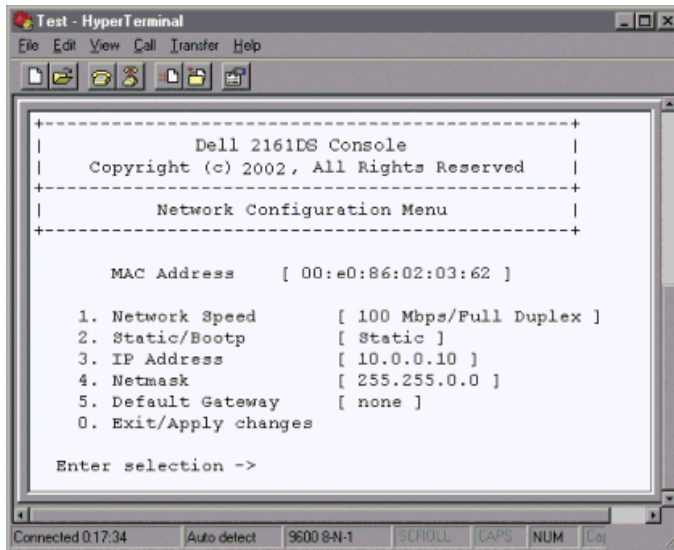 Test - HyperTerminal
File Edit View Call Transfer Help
Dell 2161DS Console
Copyright (c) 2002, All Rights Reserved
Network Configuration Menu
MAC Address [ 00:e0:86:02:03:62 ]
1. Network Speed [ 100 Mbps/Full Duplex ]
2. Static/Bootp [ Static ]
3. IP Address [ 10.0.0.10 ]
4. Netmask [ 255.255.0.0 ]
5. Default Gateway [ none ]
0. Exit/Apply changes
Enter selection ->
Connected 0:17:34 Auto detect 9600 8-N-1 SCROLL CAPS NUM Ca